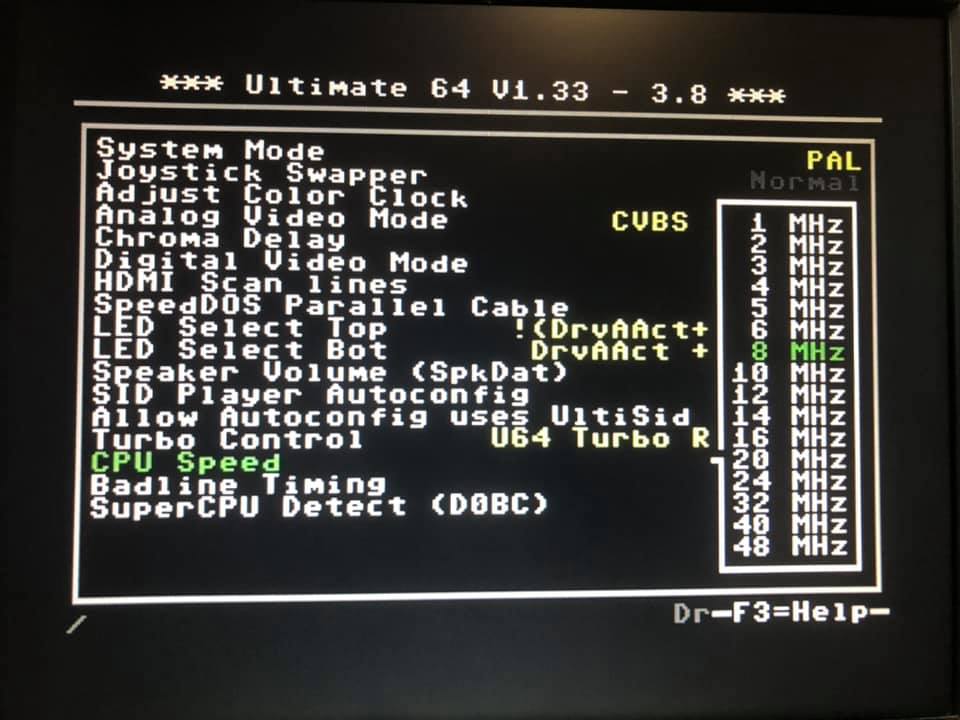 *** Ultimate 64 V1.33 - 3.8 ***
System Mode PAL
Joystick Swapper Normal
Adjust Color Clock
Analog Video Mode CVBS 1 MHz
Chroma Delay 2 MHz
Digital Video Mode 3 MHz
HDMI Scan lines 4 MHz
SpeedDOS Parallel Cable 5 MHz
LED Select Top !(DrvAAct+ 6 MHz
LED Select Bot DrvAAct + 8 MHz
Speaker Volume (SpkDat) 10 MHz
SID Player Autoconfig 12 MHz
Allow Autoconfig uses UltiSid 14 MHz
Turbo Control U64 Turbo R 16 MHz
CPU Speed 20 MHz
Badline Timing 24 MHz
SuperCPU Detect (D0BC) 32 MHz
40 MHz
48 MHz
Dr-F3=Help-
/